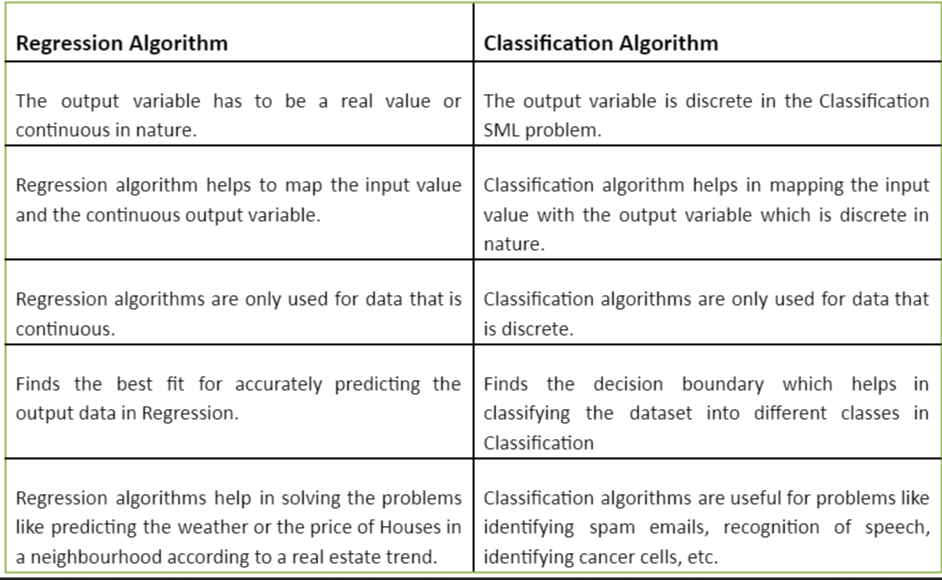 Regression Algorithm
Classification Algorithm
The output variable has to be a real value or
continuous in nature.
The output variable is discrete in the Classification
SML problem.
Regression algorithm helps to map the input value
and the continuous output variable.
Classification algorithm helps in mapping the input
value with the output variable which is discrete in
nature.
Regression algorithms are only used for data that is
continuous.
Classification algorithms are only used for data that
is discrete.
Finds the best fit for accurately predicting the
output data in Regression.
Finds the decision boundary which helps in
classifying the dataset into different classes in
Classification
Regression algorithms help in solving the problems
like predicting the weather or the price of Houses in
a neighbourhood according to a real estate trend.
Classification algorithms are useful for problems like
identifying spam emails, recognition of speech,
identifying cancer cells, etc.